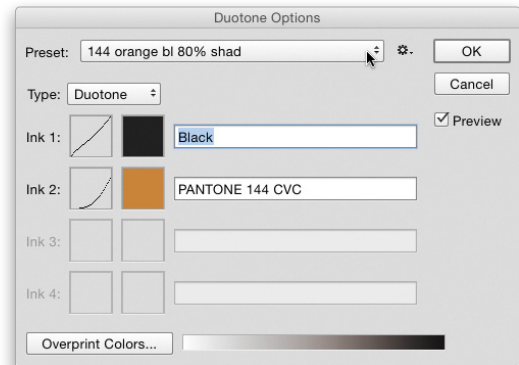 Duotone Options
Preset: 144 orange bl 80% shad
OK
Cancel
Type: Duotone
Preview
Ink 1: Black
Ink 2: PANTONE 144 CVC
Ink 3:
Ink 4:
Overprint Colors...